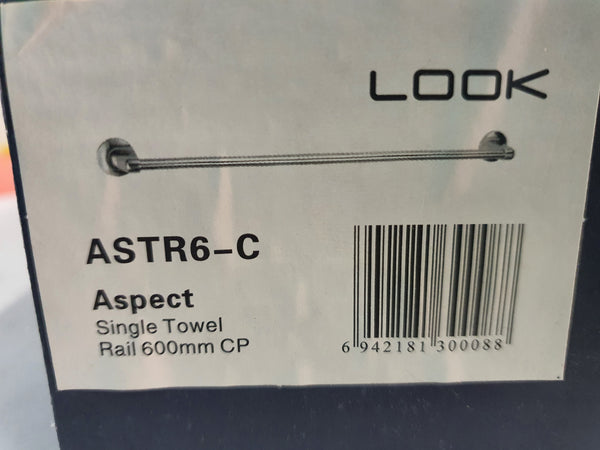 LOOK
ASTR6-C
Aspect
Single Towel
Rail 600mm CP
6 942181 300088